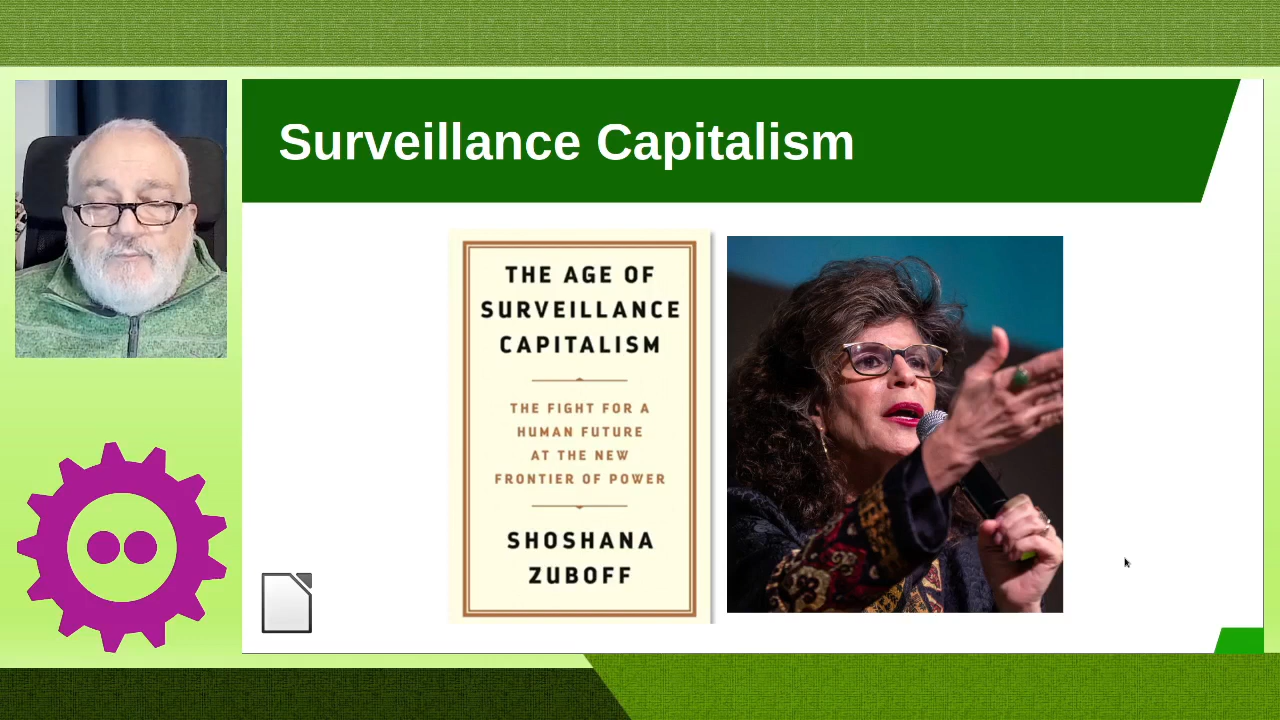 Surveillance Capitalism
THE AGE OF
SURVEILLANCE
CAPITALISM
THE FIGHT FOR A
HUMAN FUTURE
AT THE NEW
FRONTIER OF POWER
SHOSHANA
ZUBOFF